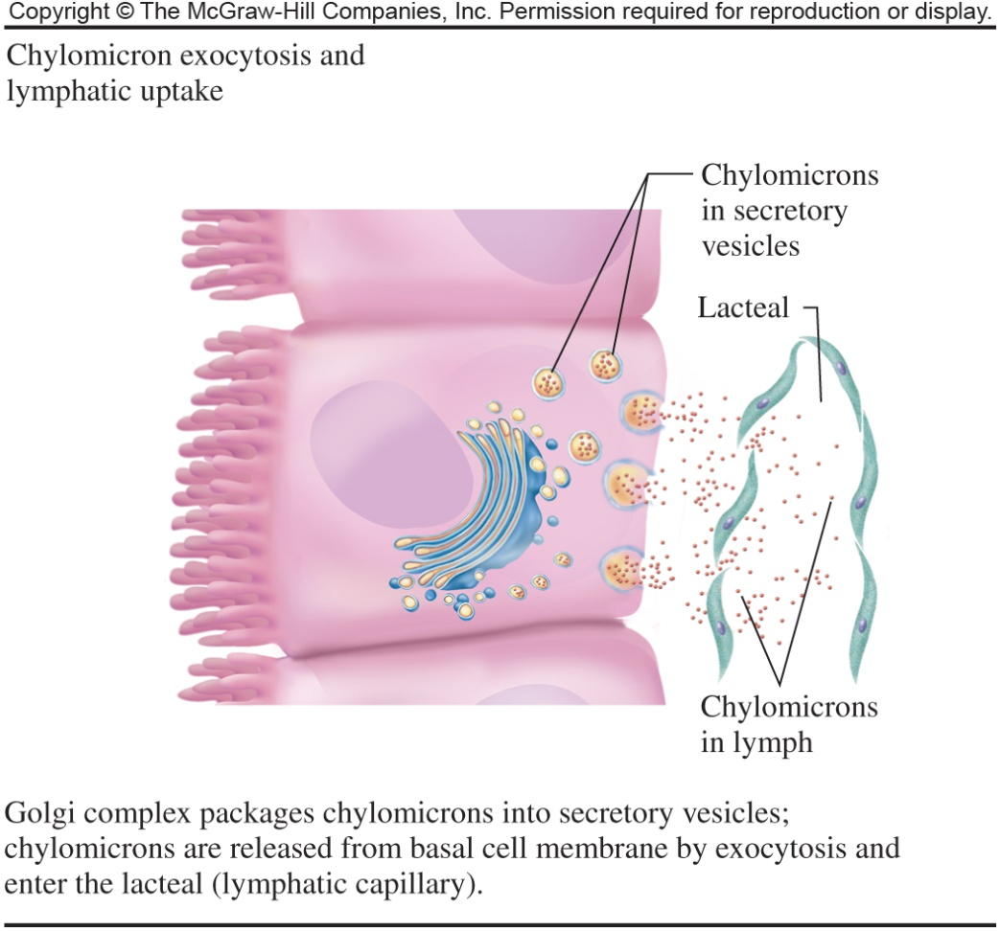 Copyright © The McGraw-Hill Companies, Inc. Permission required for reproduction or display.
Chylomicron exocytosis and
lymphatic uptake
Chylomicrons
in secretory
vesicles
Lacteal
Chylomicrons
in lymph
Golgi complex packages chylomicrons into secretory vesicles;
chylomicrons are released from basal cell membrane by exocytosis and
enter the lacteal (lymphatic capillary).